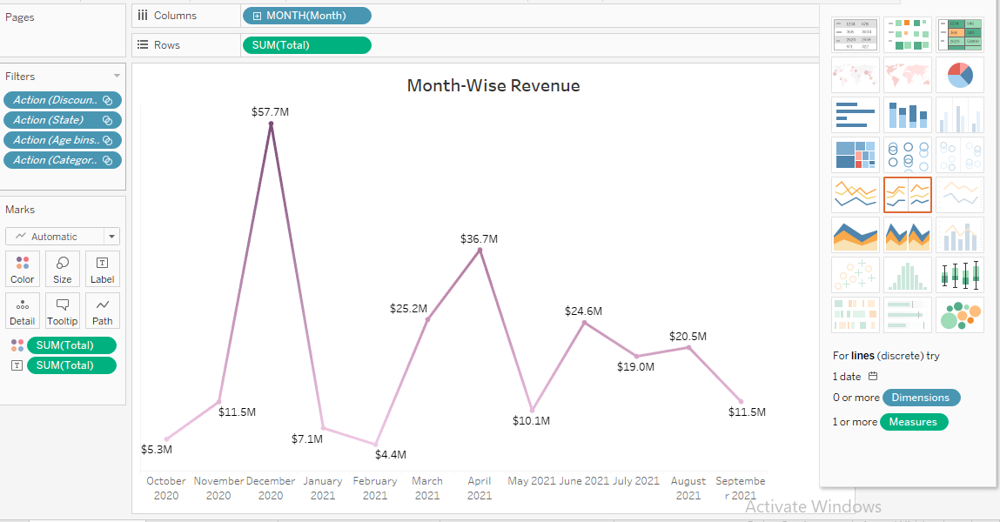 Pages
Columns
MONTH(Month)
Rows
SUM(Total)
Filters
Action (Discoun..
Action (State)
Action (Age bins..
Action (Categor..
Marks
Automatic
Color
Size
Label
Detail
Tooltip
Path
SUM(Total)
SUM(Total)
Month-Wise Revenue
$57.7M
$36.7M
$25.2M
$24.6M
$20.5M
$19.0M
$11.5M
$11.5M
$10.1M
$7.1M
$5.3M
$4.4M
October 2020
November 2020
December 2020
January 2021
February 2021
March 2021
April 2021
May 2021
June 2021
July 2021
August 2021
Septembe
r 2021
For lines (discrete) try
1 date
0 or more Dimensions
1 or more Measures
Activate Windows